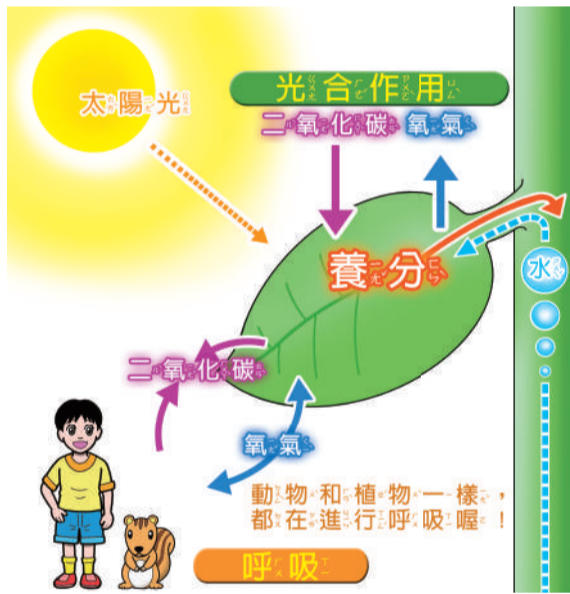 太陽光
光合作用
二氧化碳 氧氣
養分
水
二氧化碳
氧氣
動物和植物一樣，
都在進行呼吸喔！
呼吸